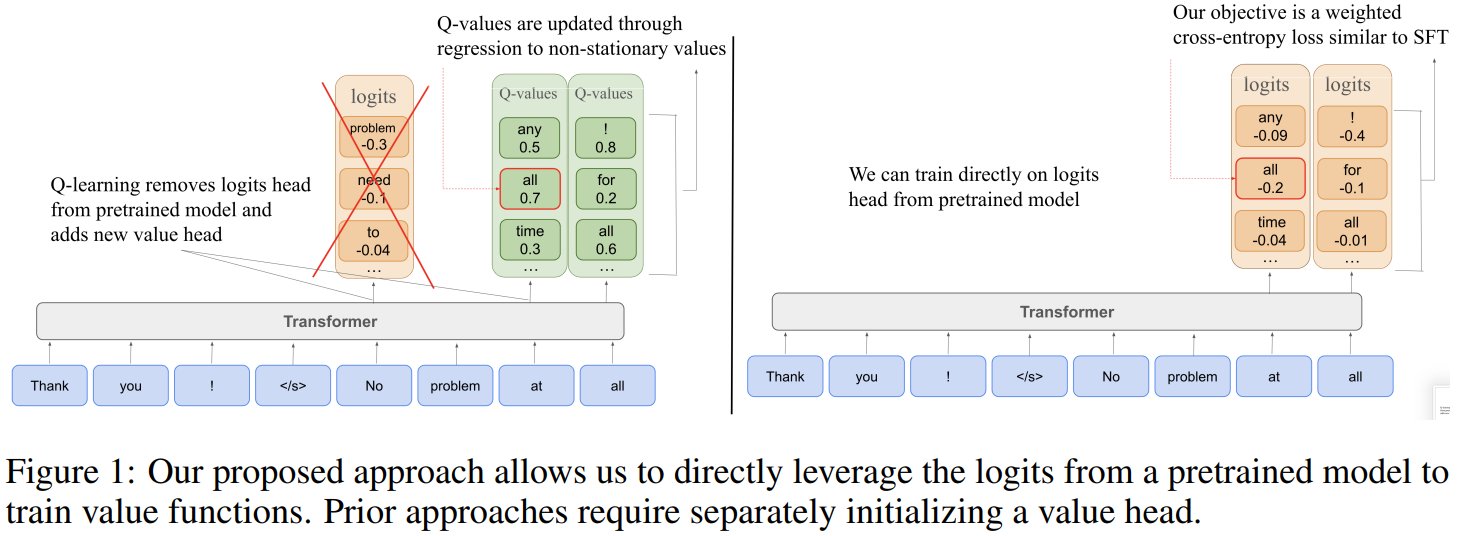 Q-values are updated through
regression to non-stationary values
logits
problem
-0.3
need
-0.1
to
-0.04
...
Q-values
any
0.5
all
0.7
time
0.3
...
Q-values
!
0.8
for
0.2
all
0.6
...
Q-learning removes logits head
from pretrained model and
adds new value head
Transformer
Thank you ! </s> No problem at all
Our objective is a weighted
cross-entropy loss similar to SFT
logits
any
-0.09
all
-0.2
time
-0.04
...
logits
!
-0.4
for
-0.1
all
-0.01
...
We can train directly on logits
head from pretrained model
Transformer
Thank you ! </s> No problem at all
Figure 1: Our proposed approach allows us to directly leverage the logits from a pretrained model to
train value functions. Prior approaches require separately initializing a value head.